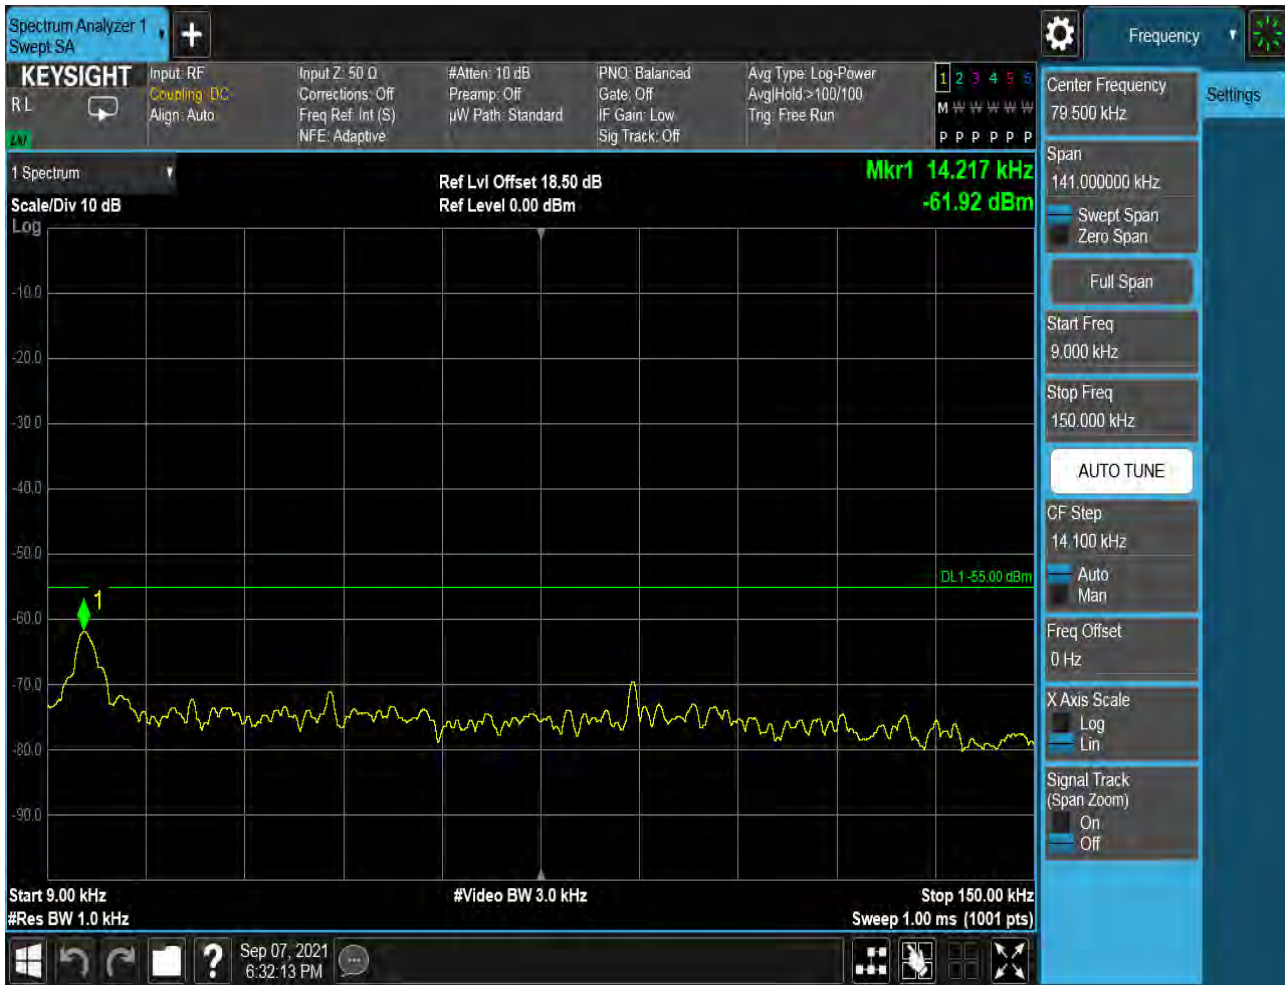 Spectrum Analyzer 1
Swept SA
Frequency
KEYSIGHT
R L
LXI
Input: RF
Coupling: DC
Align: Auto
Input Z: 50 Ω
Corrections: Off
Freq Ref: Int (S)
NFE: Adaptive
#Atten: 10 dB
Preamp: Off
µW Path: Standard
PNO: Balanced
Gate: Off
IF Gain: Low
Sig Track: Off
Avg Type: Log-Power
Avg|Hold:>100/100
Trig: Free Run
1 2 3 4 5 6
M W W W W W
P P P P P P
1 Spectrum
Scale/Div 10 dB
Log
Ref Lvl Offset 18.50 dB
Ref Level 0.00 dBm
Mkr1 14.217 kHz
-61.92 dBm
-10.0
-20.0
-30.0
-40.0
-50.0
DL1 -55.00 dBm
1
-60.0
-70.0
-80.0
-90.0
Start 9.00 kHz
#Res BW 1.0 kHz
#Video BW 3.0 kHz
Stop 150.00 kHz
Sweep 1.00 ms (1001 pts)
Center Frequency
79.500 kHz
Settings
Span
141.000000 kHz
Swept Span
Zero Span
Full Span
Start Freq
9.000 kHz
Stop Freq
150.000 kHz
AUTO TUNE
CF Step
14.100 kHz
Auto
Man
Freq Offset
0 Hz
X Axis Scale
Log
Lin
Signal Track
(Span Zoom)
On
Off
?
Sep 07, 2021
6:32:13 PM